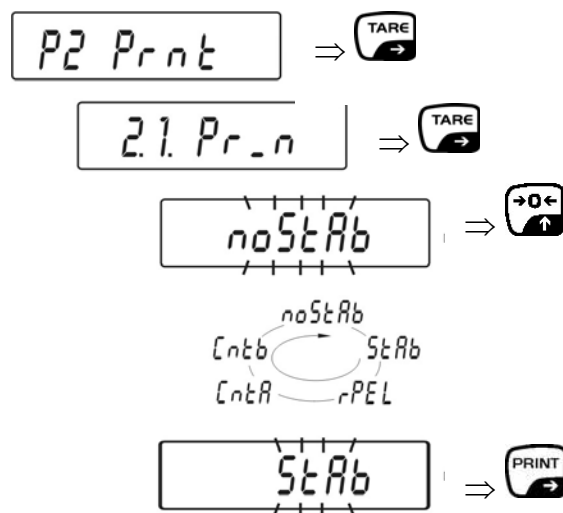 P2 Prnt ⇒ TARE
2.1. Pr_n ⇒ TARE
noStAb ⇒ →0←
noStAb
Cntb StAb
CntA rPEL
StAb ⇒ PRINT